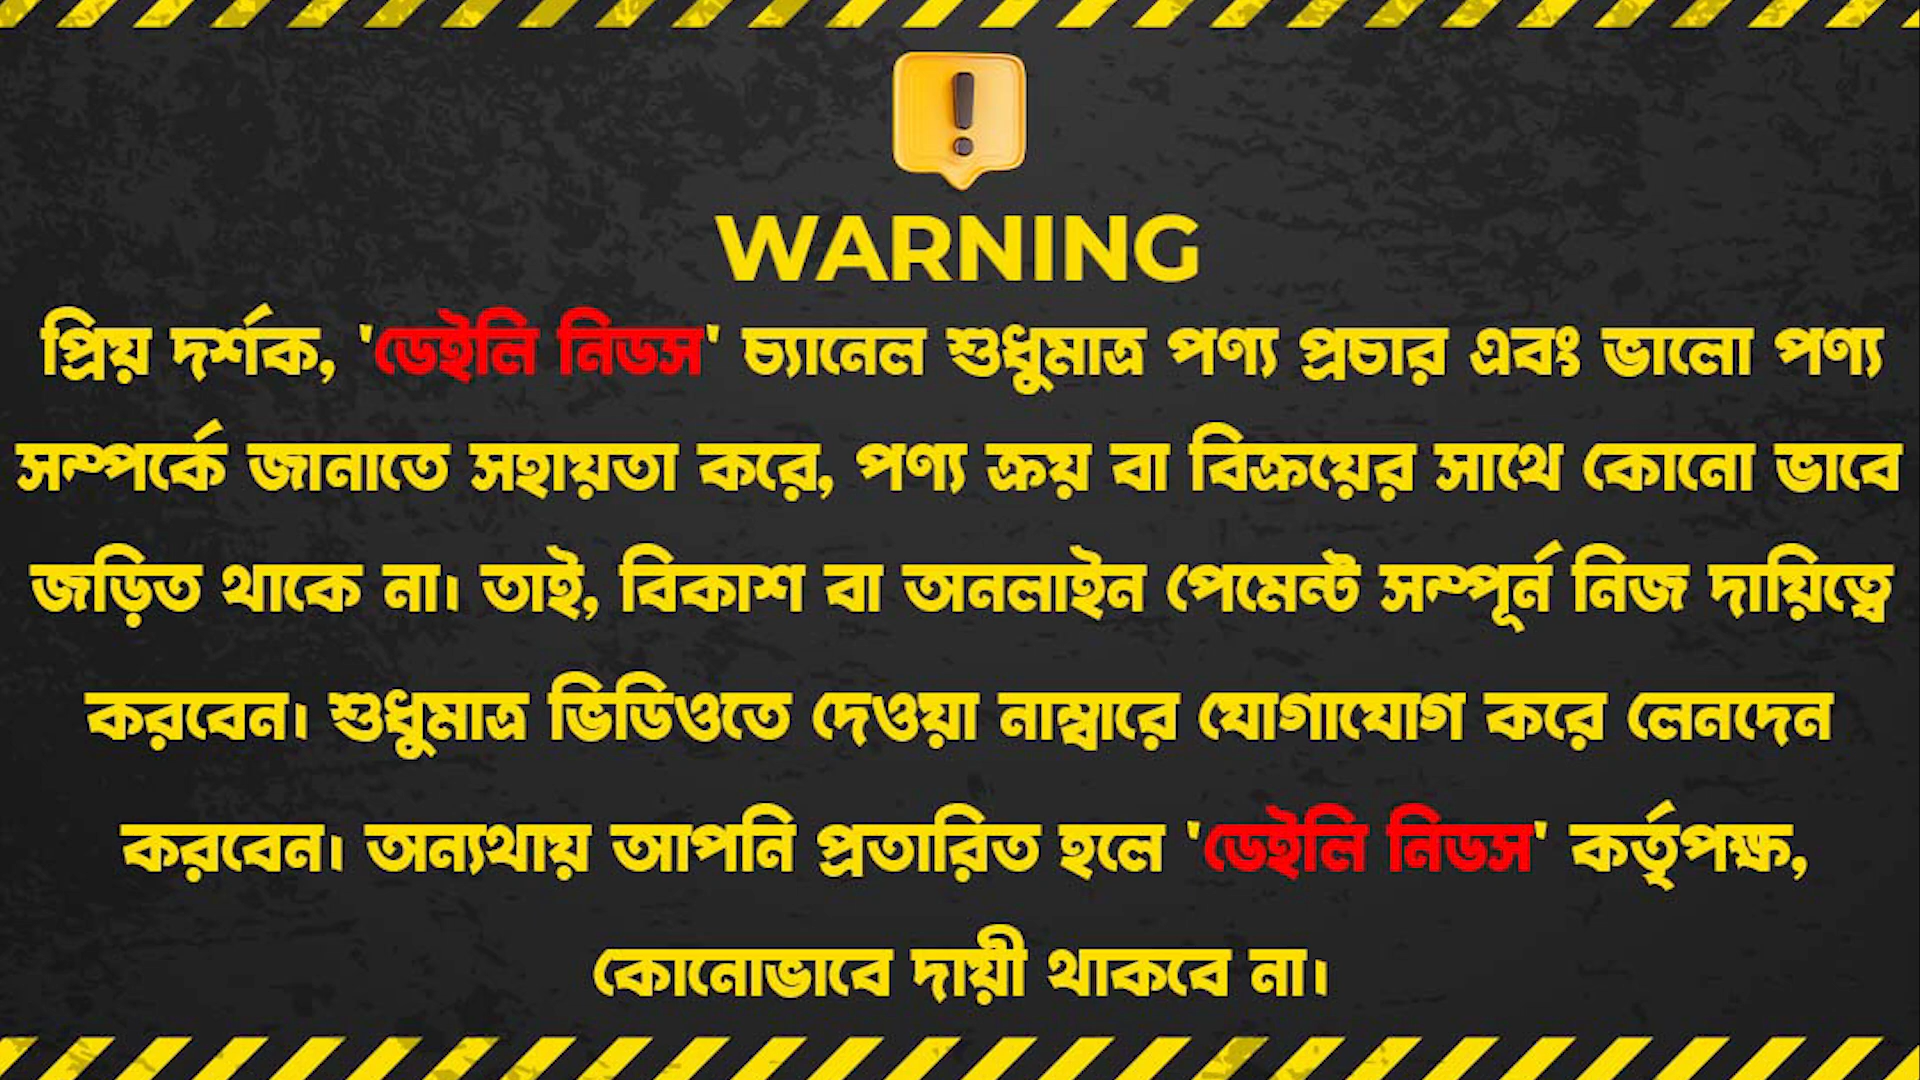 WARNING
প্রিয় দর্শক, 'ডেইলি নিডস' চ্যানেল শুধুমাত্র পণ্য প্রচার এবং ভালো পণ্য
সম্পর্কে জানাতে সহায়তা করে, পণ্য ক্রয় বা বিক্রয়ের সাথে কোনো ভাবে
জড়িত থাকে না। তাই, বিকাশ বা অনলাইন পেমেন্ট সম্পূর্ন নিজ দায়িত্বে
করবেন। শুধুমাত্র ভিডিওতে দেওয়া নাম্বারে যোগাযোগ করে লেনদেন
করবেন। অন্যথায় আপনি প্রতারিত হলে 'ডেইলি নিডস' কর্তৃপক্ষ,
কোনোভাবে দায়ী থাকবে না।